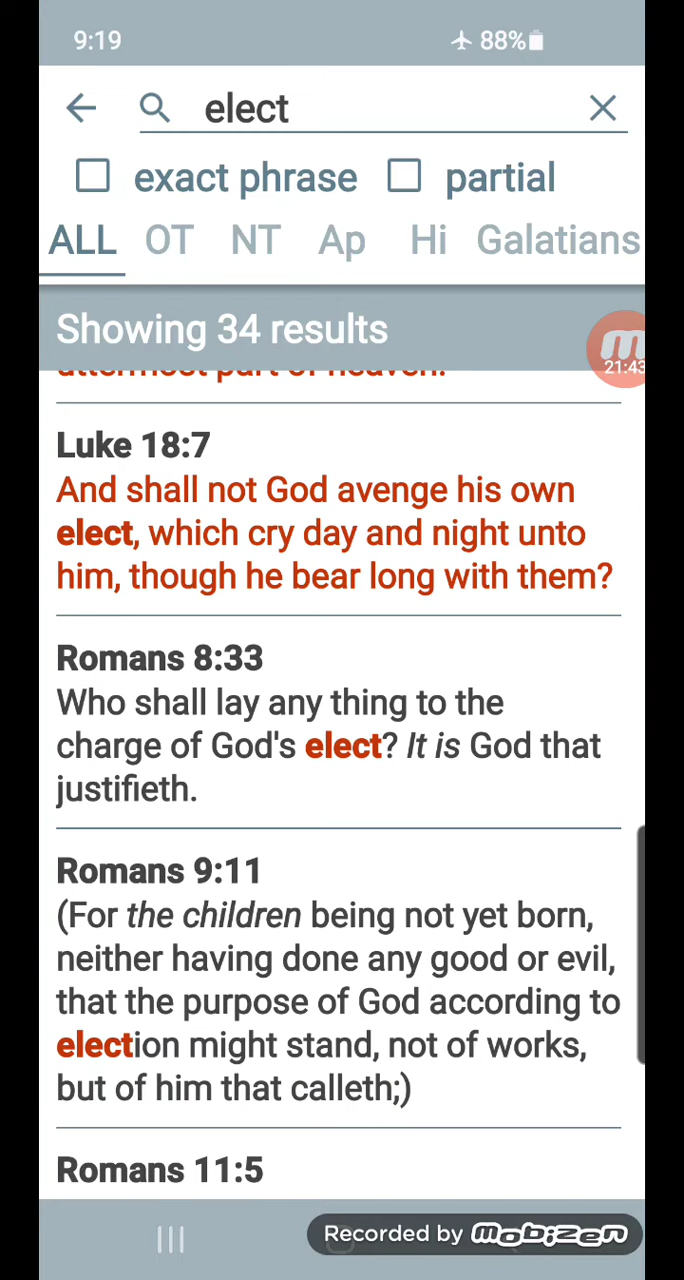 9:19 88%
elect
exact phrase partial
ALL OT NT Ap Hi Galatians
Showing 34 results
21:43
uttermost part of heaven.
Luke 18:7
And shall not God avenge his own
elect, which cry day and night unto
him, though he bear long with them?
Romans 8:33
Who shall lay any thing to the
charge of God's elect? It is God that
justifieth.
Romans 9:11
(For the children being not yet born,
neither having done any good or evil,
that the purpose of God according to
election might stand, not of works,
but of him that calleth;)
Romans 11:5
Recorded by Mobizen